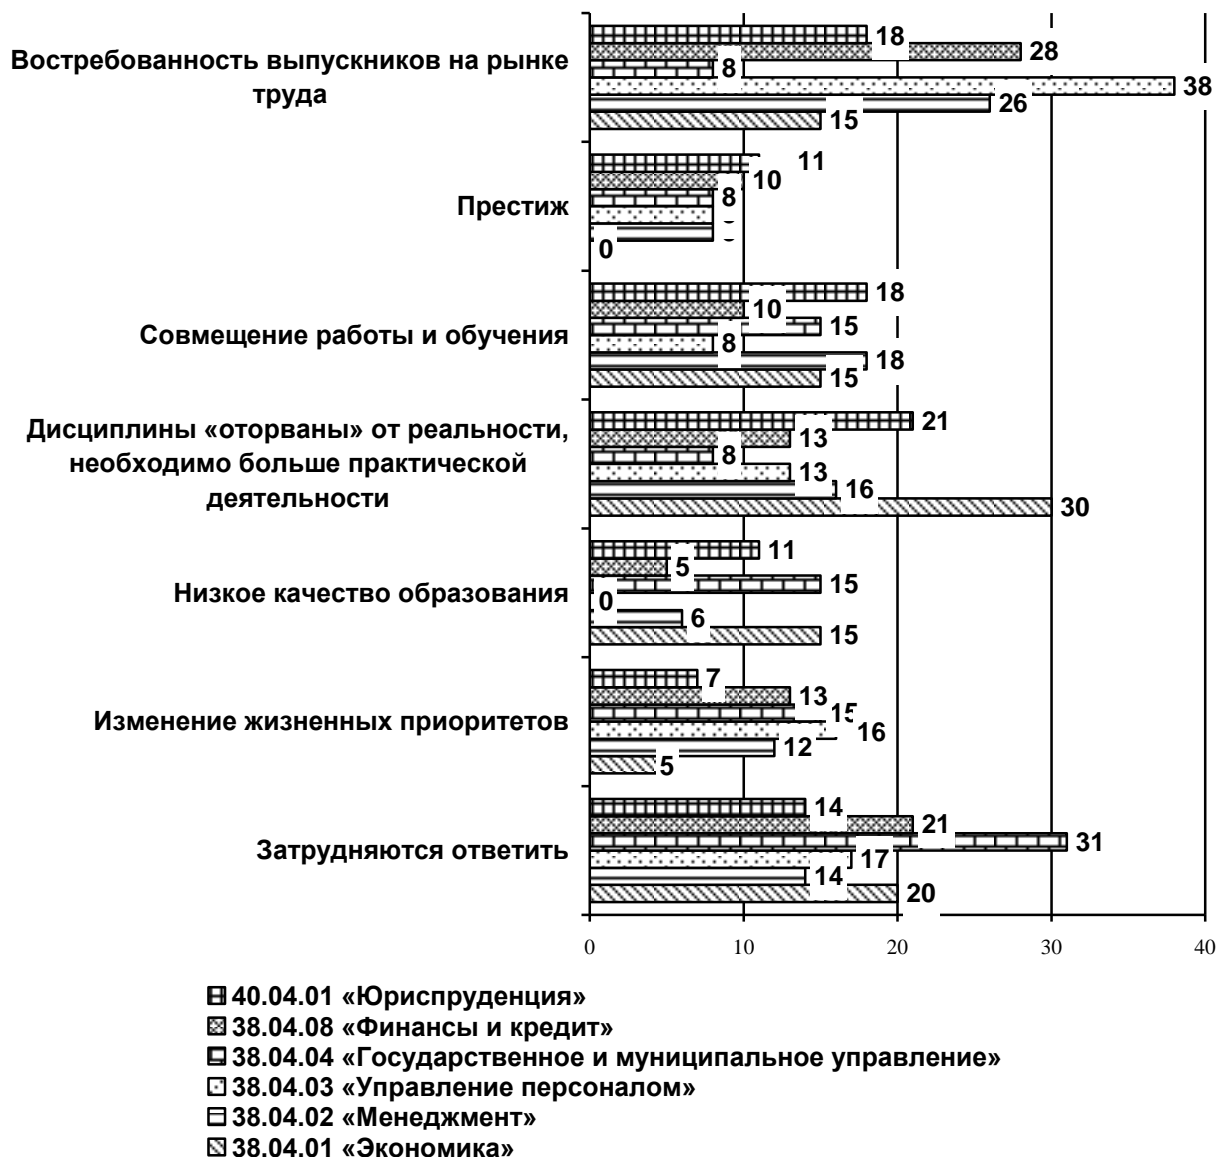 18
Востребованность выпускников на рынке
труда
28
8
38
26
15
11
10
Престиж
8
0
18
10
Совмещение работы и обучения
15
8
18
15
21
Дисциплины «оторваны» от реальности,
необходимо больше практической
деятельности
13
8
13
16
30
11
5
Низкое качество образования
15
0
6
15
7
13
Изменение жизненных приоритетов
15
16
12
5
14
21
Затрудняются ответить
31
17
14
20
0 10 20 30 40
40.04.01 «Юриспруденция»
38.04.08 «Финансы и кредит»
38.04.04 «Государственное и муниципальное управление»
38.04.03 «Управление персоналом»
38.04.02 «Менеджмент»
38.04.01 «Экономика»